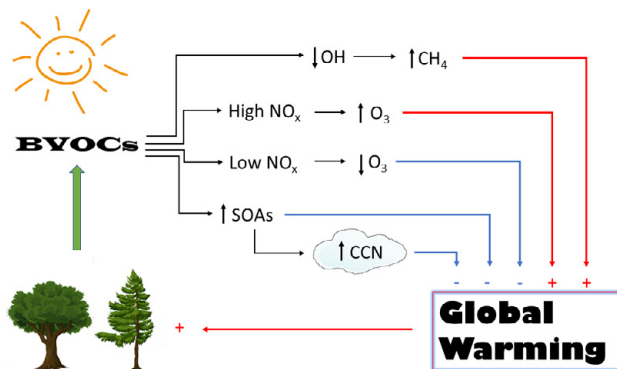 ↓OH → ↑CH₄
High NOₓ → ↑ O₃
BVOCs
Low NOₓ → ↓ O₃
↑ SOAs
↑ CCN
- - - + +
Global
Warming
+